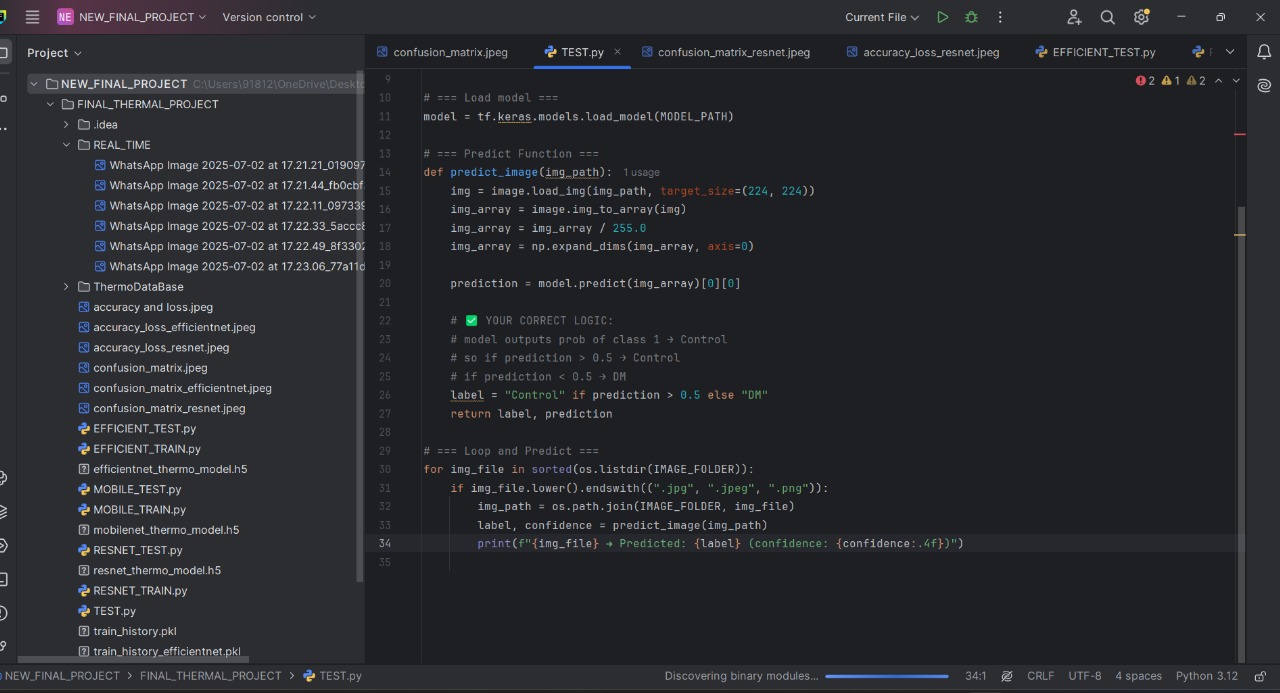 NE NEW_FINAL_PROJECT Version control Current File
Project
confusion_matrix.jpeg TEST.py confusion_matrix_resnet.jpeg accuracy_loss_resnet.jpeg EFFICIENT_TEST.py
NEW_FINAL_PROJECT C:\Users\91812\OneDrive\Deskto
FINAL_THERMAL_PROJECT
.idea
REAL_TIME
WhatsApp Image 2025-07-02 at 17.21.21_019097
WhatsApp Image 2025-07-02 at 17.21.44_fb0cbf
WhatsApp Image 2025-07-02 at 17.22.11_097339
WhatsApp Image 2025-07-02 at 17.22.33_5accc8
WhatsApp Image 2025-07-02 at 17.22.49_8f3302
WhatsApp Image 2025-07-02 at 17.23.06_77a11d
ThermoDataBase
accuracy and loss.jpeg
accuracy_loss_efficientnet.jpeg
accuracy_loss_resnet.jpeg
confusion_matrix.jpeg
confusion_matrix_efficientnet.jpeg
confusion_matrix_resnet.jpeg
EFFICIENT_TEST.py
EFFICIENT_TRAIN.py
efficientnet_thermo_model.h5
MOBILE_TEST.py
MOBILE_TRAIN.py
mobilenet_thermo_model.h5
RESNET_TEST.py
resnet_thermo_model.h5
RESNET_TRAIN.py
TEST.py
train_history.pkl
train_history_efficientnet.pkl
2 1 2
9
10 # === Load model ===
11 model = tf.keras.models.load_model(MODEL_PATH)
12
13 # === Predict Function ===
14 def predict_image(img_path): 1 usage
15 img = image.load_img(img_path, target_size=(224, 224))
16 img_array = image.img_to_array(img)
17 img_array = img_array / 255.0
18 img_array = np.expand_dims(img_array, axis=0)
19
20 prediction = model.predict(img_array)[0][0]
21
22 # ✅ YOUR CORRECT LOGIC:
23 # model outputs prob of class 1 → Control
24 # so if prediction > 0.5 → Control
25 # if prediction < 0.5 → DM
26 label = "Control" if prediction > 0.5 else "DM"
27 return label, prediction
28
29 # === Loop and Predict ===
30 for img_file in sorted(os.listdir(IMAGE_FOLDER)):
31 if img_file.lower().endswith((".jpg", ".jpeg", ".png")):
32 img_path = os.path.join(IMAGE_FOLDER, img_file)
33 label, confidence = predict_image(img_path)
34 print(f"{img_file} → Predicted: {label} (confidence: {confidence:.4f})")
35
NEW_FINAL_PROJECT > FINAL_THERMAL_PROJECT > TEST.py Discovering binary modules... 34:1 CRLF UTF-8 4 spaces Python 3.12